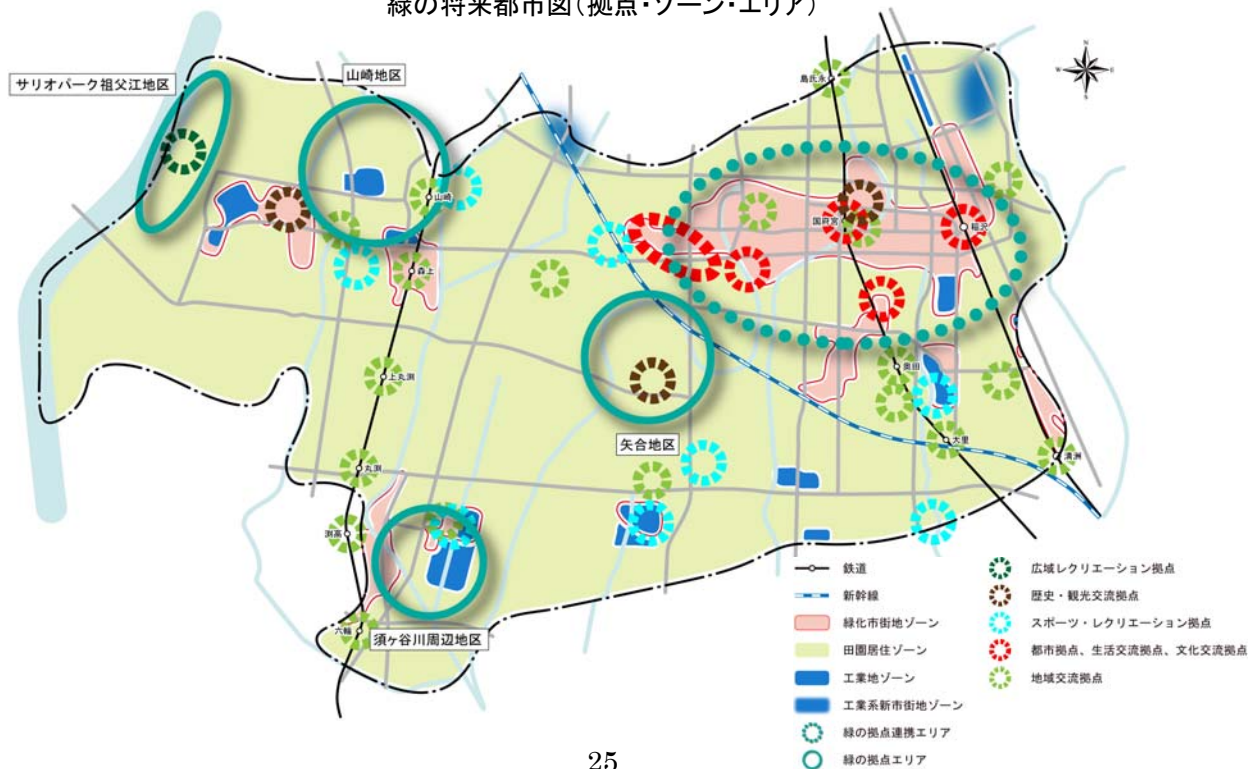 緑の将来都市図(拠点・ゾーン・エリア)
サリオパーク祖父江地区
山崎地区
島氏永
N
W
E
S
山崎
国府宮
稲沢
森上
上丸渕
奥田
矢合地区
大里
清洲
丸渕
渕高
六輪
須ヶ谷川周辺地区
鉄道
新幹線
緑化市街地ゾーン
田園居住ゾーン
工業地ゾーン
工業系新市街地ゾーン
緑の拠点連携エリア
緑の拠点エリア
広域レクリエーション拠点
歴史・観光交流拠点
スポーツ・レクリエーション拠点
都市拠点、生活交流拠点、文化交流拠点
地域交流拠点
25